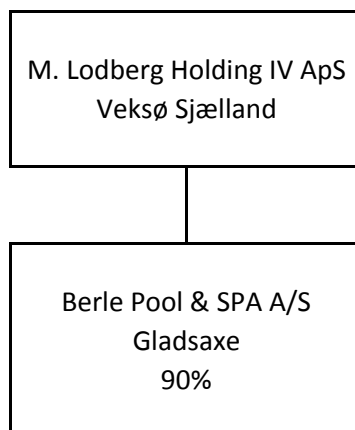 M. Lodberg Holding IV ApS
Veksø Sjælland
Berle Pool & SPA A/S
Gladsaxe
90%